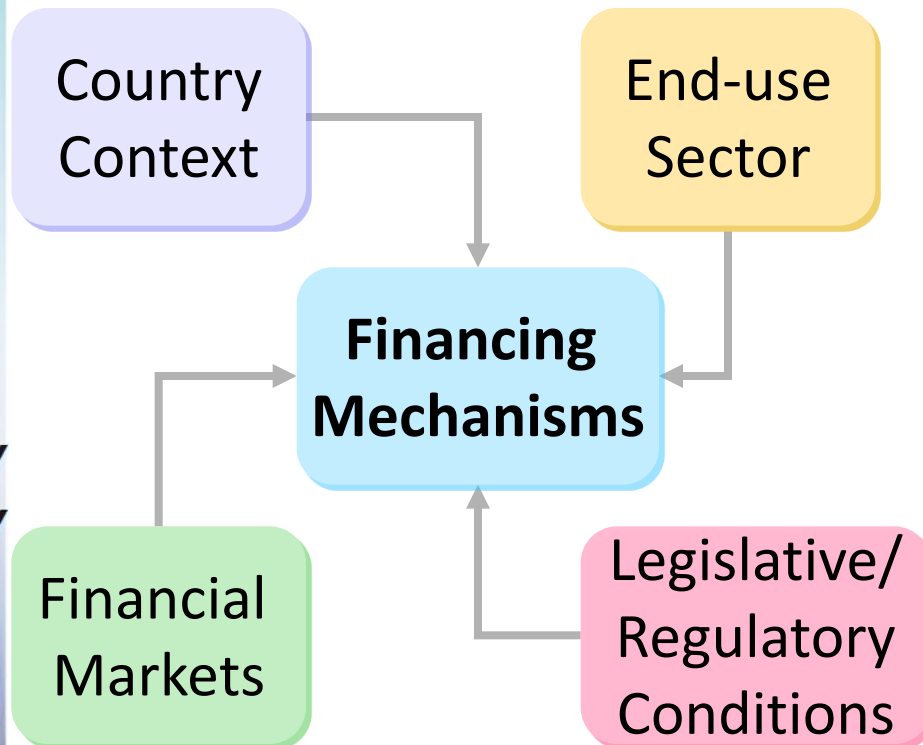 Country
Context
End-use
Sector
Financing
Mechanisms
Financial
Markets
Legislative/
Regulatory
Conditions